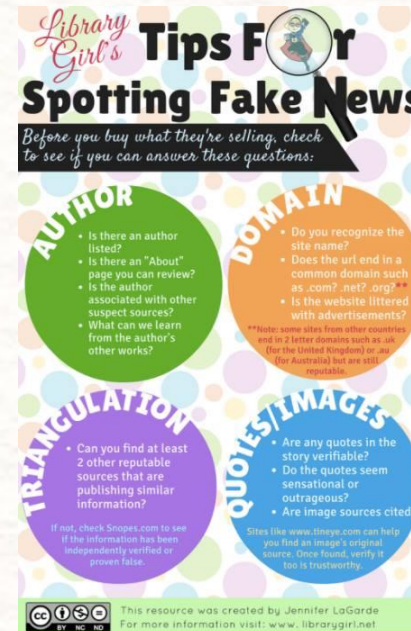 Library
Girl's
Tips For
Spotting Fake News
Before you buy what they're selling, check
to see if you can answer these questions:
AUTHOR
• Is there an author
listed?
• Is there an "About"
page you can review?
• Is the author
associated with other
suspect sources?
• What can we learn
from the author's
other works?
DOMAIN
• Do you recognize the
site name?
• Does the url end in a
common domain such
as .com? .net? .org?**
• Is the website littered
with advertisements?
**Note: some sites from other countries
end in 2 letter domains such as .uk
(for the United Kingdom) or .au
(for Australia) but are still
reputable.
TRIANGULATION
• Can you find at least
2 other reputable
sources that are
publishing similar
information?
If not, check Snopes.com to see
if the information has been
independently verified or
proven false.
QUOTES/IMAGES
• Are any quotes in the
story verifiable?
• Do the quotes seem
sensational or
outrageous?
• Are image sources cited
Sites like www.tineye.com can help
you find an image's original
source. Once found, verify it
too is trustworthy.
cc BY NC ND
This resource was created by Jennifer LaGarde
For more information visit: www. librarygirl.net